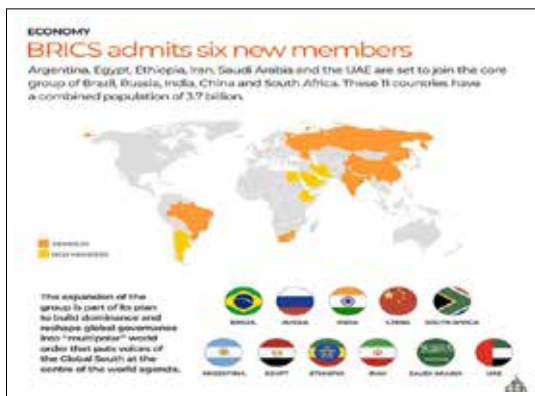 ECONOMY
BRICS admits six new members
Argentina, Egypt, Ethiopia, Iran, Saudi Arabia and the UAE are set to join the core
group of Brazil, Russia, India, China and South Africa. These 11 countries have
a combined population of 3.7 billion.
MEMBERS
NEW MEMBERS
The expansion of the
group is part of its plan
to build dominance and
reshape global governance
into "multipolar" world
order that puts voices of
the Global South at the
centre of the world agenda.
BRAZIL RUSSIA INDIA CHINA SOUTH AFRICA
ARGENTINA EGYPT ETHIOPIA IRAN SAUDI ARABIA UAE